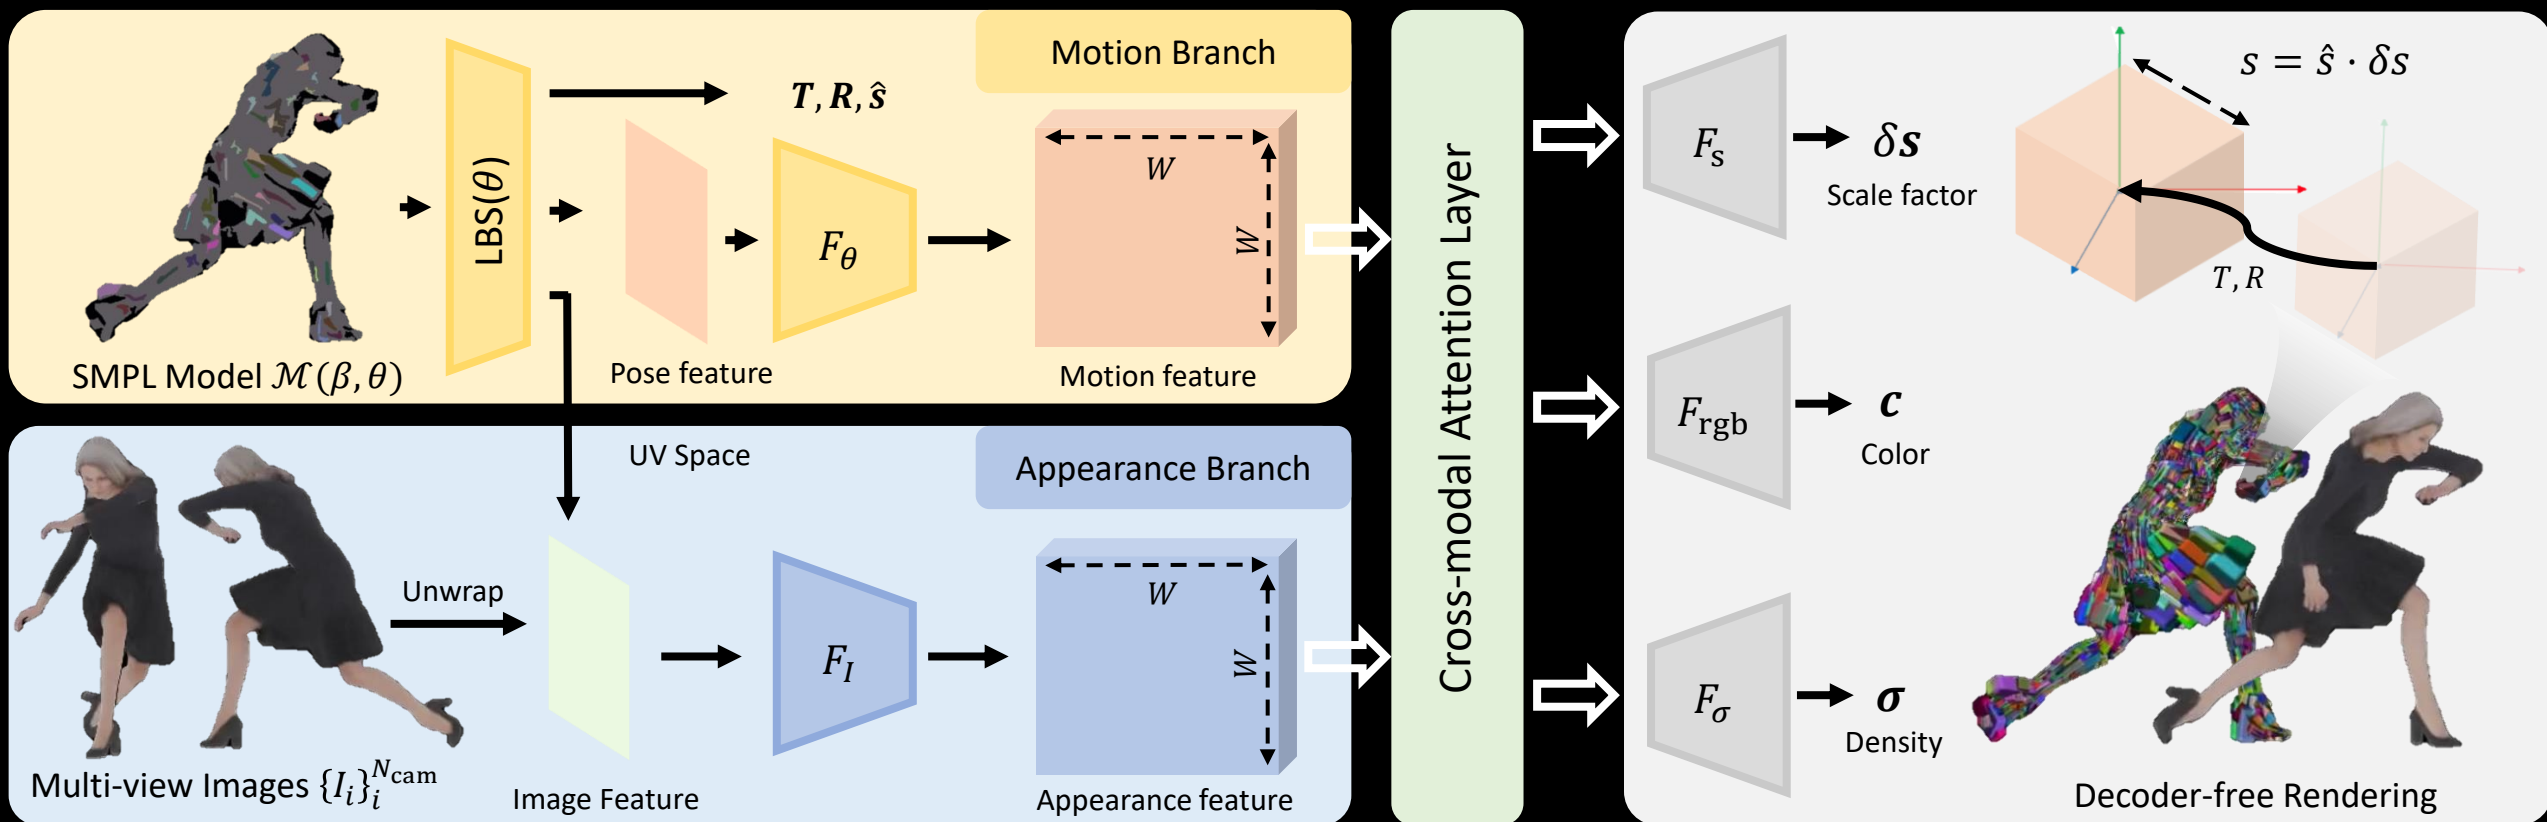 Motion Branch
T, R, ŝ
LBS(θ)
F_θ
W
W
SMPL Model ℳ(β, θ)
Pose feature
Motion feature
UV Space
Appearance Branch
Unwrap
F_I
W
W
Multi-view Images {I_i}_i^{N_cam}
Image Feature
Appearance feature
Cross-modal Attention Layer
F_s
δs
Scale factor
s = ŝ · δs
T, R
F_rgb
c
Color
F_σ
σ
Density
Decoder-free Rendering